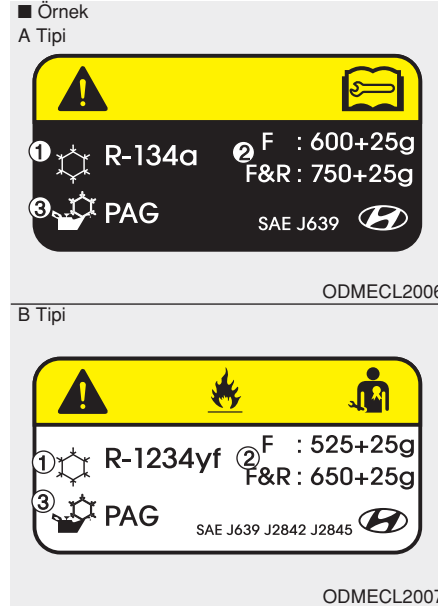 ■ Örnek
A Tipi
① R-134a
② F : 600+25g
F&R : 750+25g
③ PAG
SAE J639
ODMECL2006
B Tipi
① R-1234yf
② F : 525+25g
F&R : 650+25g
③ PAG
SAE J639 J2842 J2845
ODMECL2007